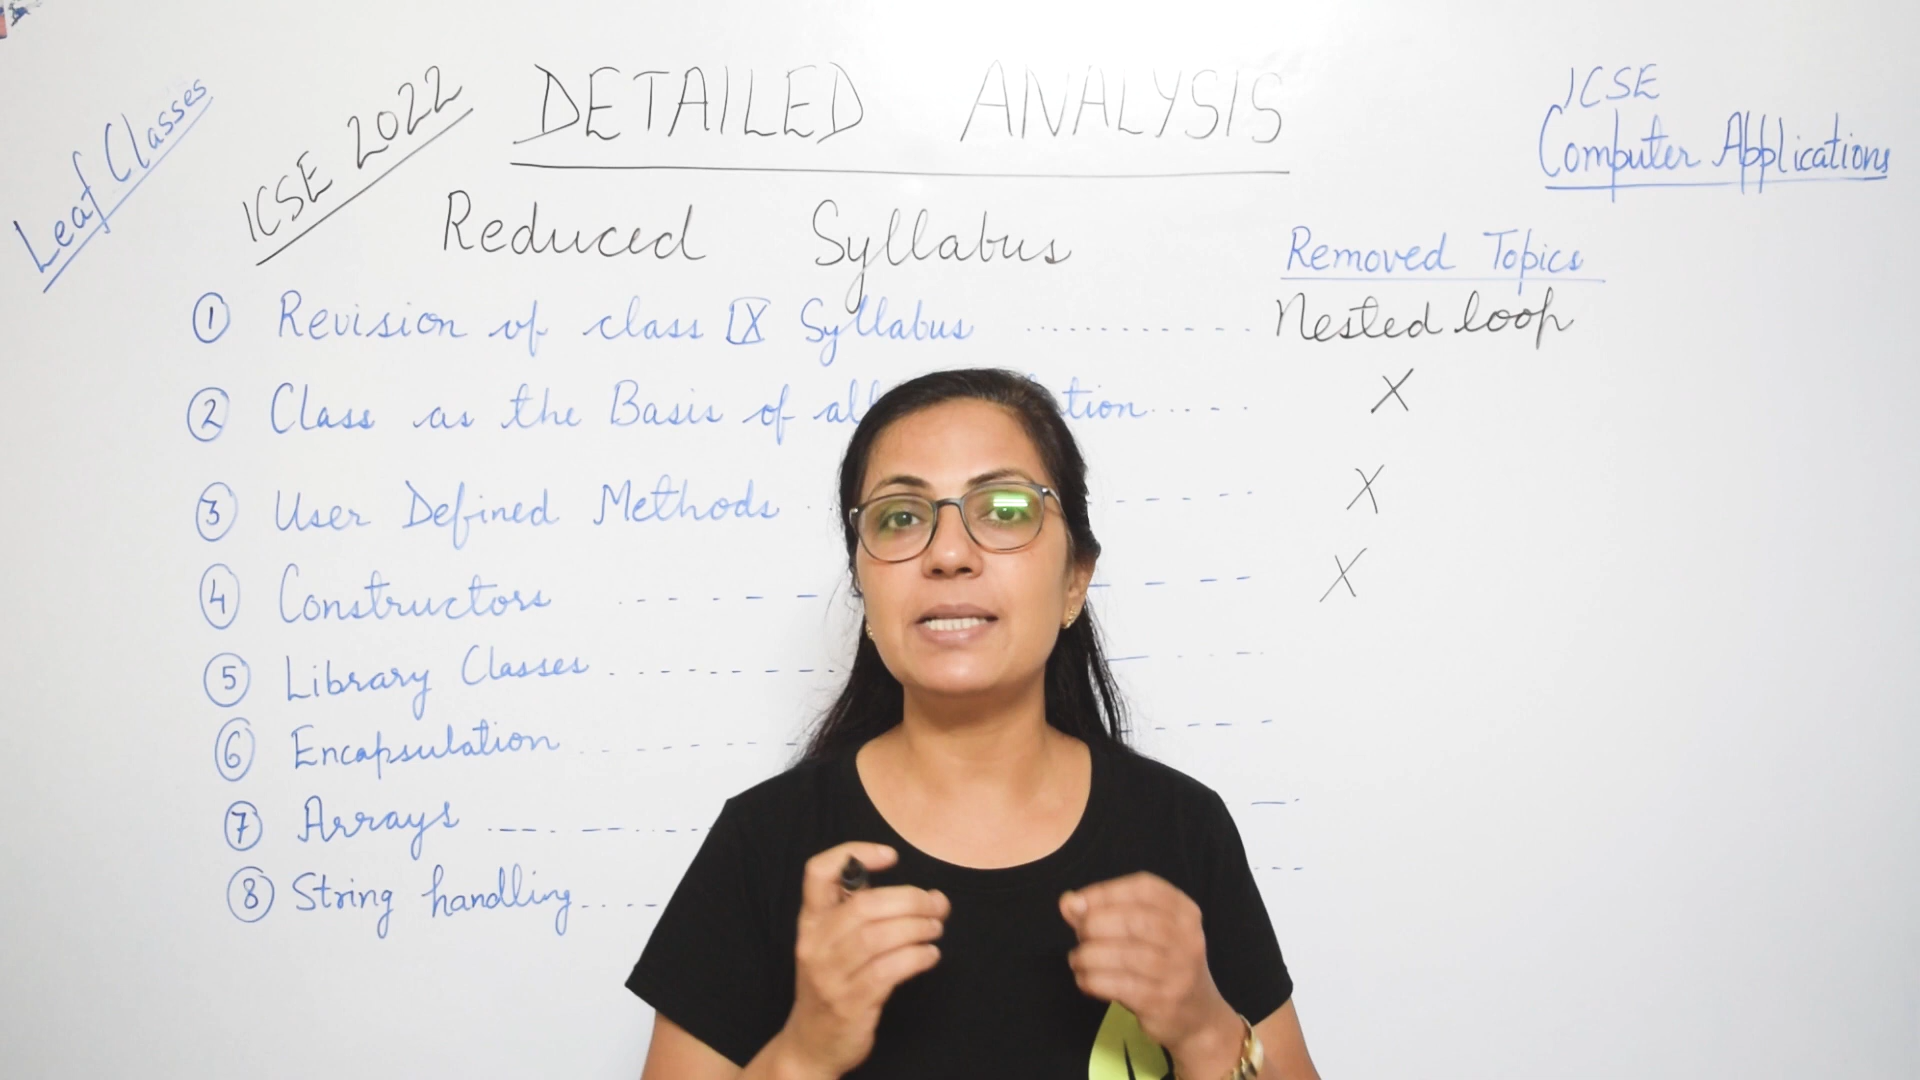 Leaf Classes
ICSE 2022
DETAILED ANALYSIS
ICSE
Computer Applications
Reduced Syllabus
Removed Topics
1 Revision of class IX Syllabus ............ Nested loop
2 Class as the Basis of all ..... X
3 User Defined Methods X
4 Constructors X
5 Library Classes
6 Encapsulation
7 Arrays
8 String handling